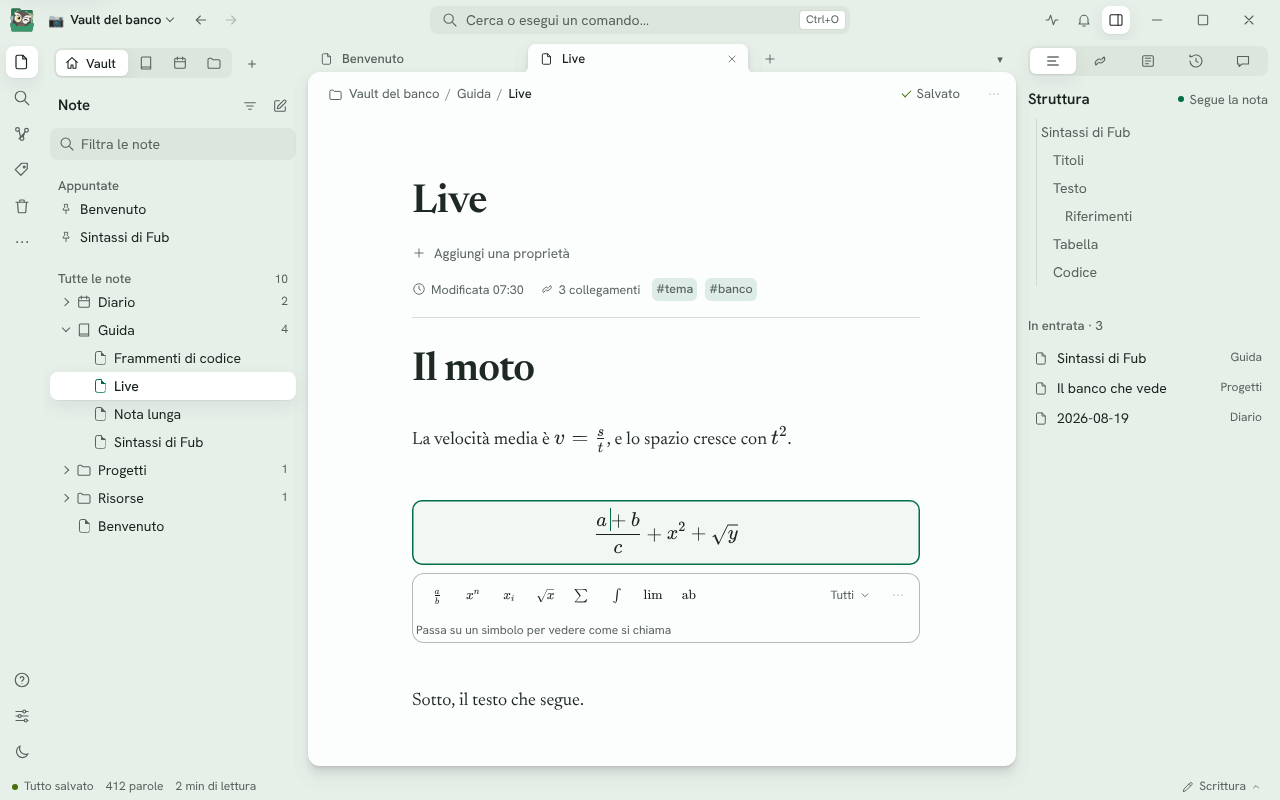 Vault del banco
Cerca o esegui un comando…
Ctrl+O
Vault
Benvenuto
Live
Note
Filtra le note
Appuntate
Benvenuto
Sintassi di Fub
Tutte le note 10
Diario 2
Guida 4
Frammenti di codice
Live
Nota lunga
Sintassi di Fub
Progetti 1
Risorse 1
Benvenuto
Vault del banco / Guida / Live
Salvato
Live
Aggiungi una proprietà
Modificata 07:30 3 collegamenti #tema #banco
Il moto
La velocità media è v = s/t, e lo spazio cresce con t².
a + b
c
+ x² + √y
a/b xⁿ xᵢ √x ∑ ∫ lim ab Tutti
Passa su un simbolo per vedere come si chiama
Sotto, il testo che segue.
Struttura
Segue la nota
Sintassi di Fub
Titoli
Testo
Riferimenti
Tabella
Codice
In entrata · 3
Sintassi di Fub Guida
Il banco che vede Progetti
2026-08-19 Diario
Tutto salvato 412 parole 2 min di lettura
Scrittura